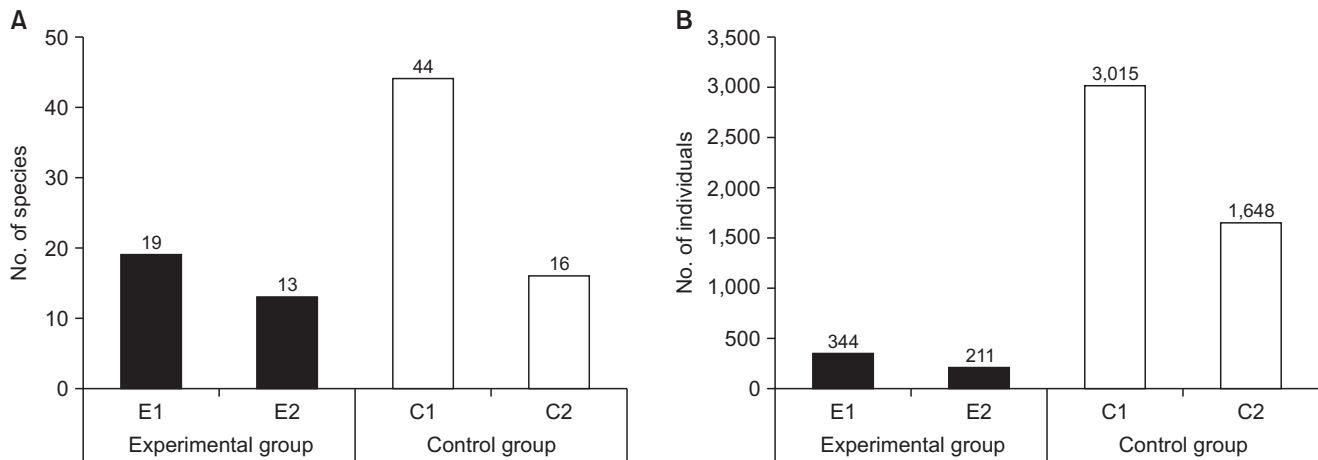 A
No. of species
50
40
30
20
10
0
19
13
44
16
E1
E2
C1
C2
Experimental group
Control group
B
No. of individuals
3,500
3,000
2,500
2,000
1,500
1,000
500
0
344
211
3,015
1,648
E1
E2
C1
C2
Experimental group
Control group